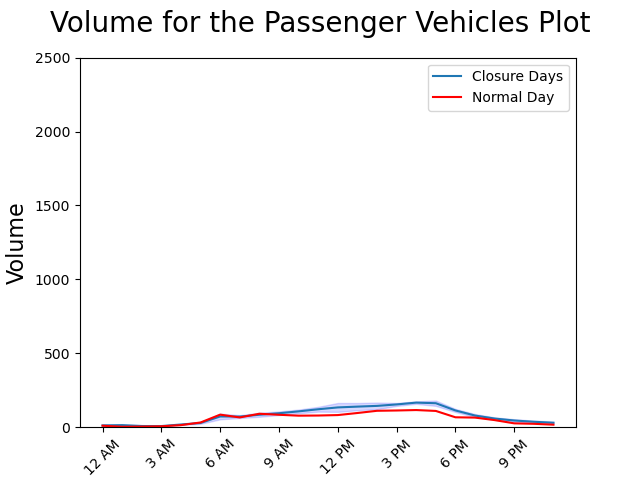 Volume for the Passenger Vehicles Plot
2500
2000
1500
1000
500
0
Volume
Closure Days
Normal Day
12 AM
3 AM
6 AM
9 AM
12 PM
3 PM
6 PM
9 PM